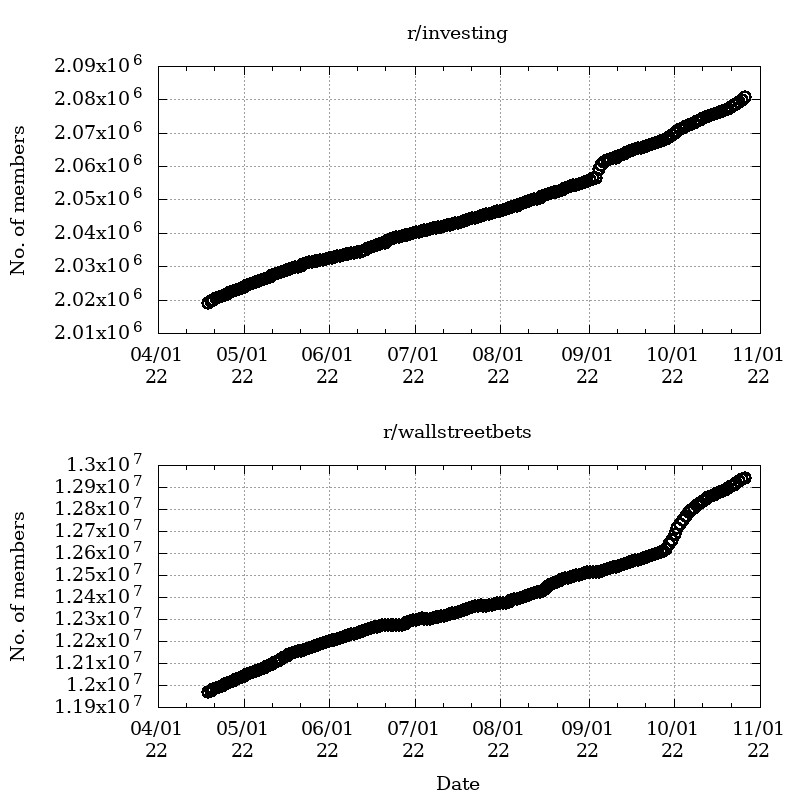 r/investing
2.09x10^6
2.08x10^6
2.07x10^6
2.06x10^6
2.05x10^6
2.04x10^6
2.03x10^6
2.02x10^6
2.01x10^6
No. of members
04/01 05/01 06/01 07/01 08/01 09/01 10/01 11/01
22 22 22 22 22 22 22 22
r/wallstreetbets
1.3x10^7
1.29x10^7
1.28x10^7
1.27x10^7
1.26x10^7
1.25x10^7
1.24x10^7
1.23x10^7
1.22x10^7
1.21x10^7
1.2x10^7
1.19x10^7
No. of members
04/01 05/01 06/01 07/01 08/01 09/01 10/01 11/01
22 22 22 22 22 22 22 22
Date